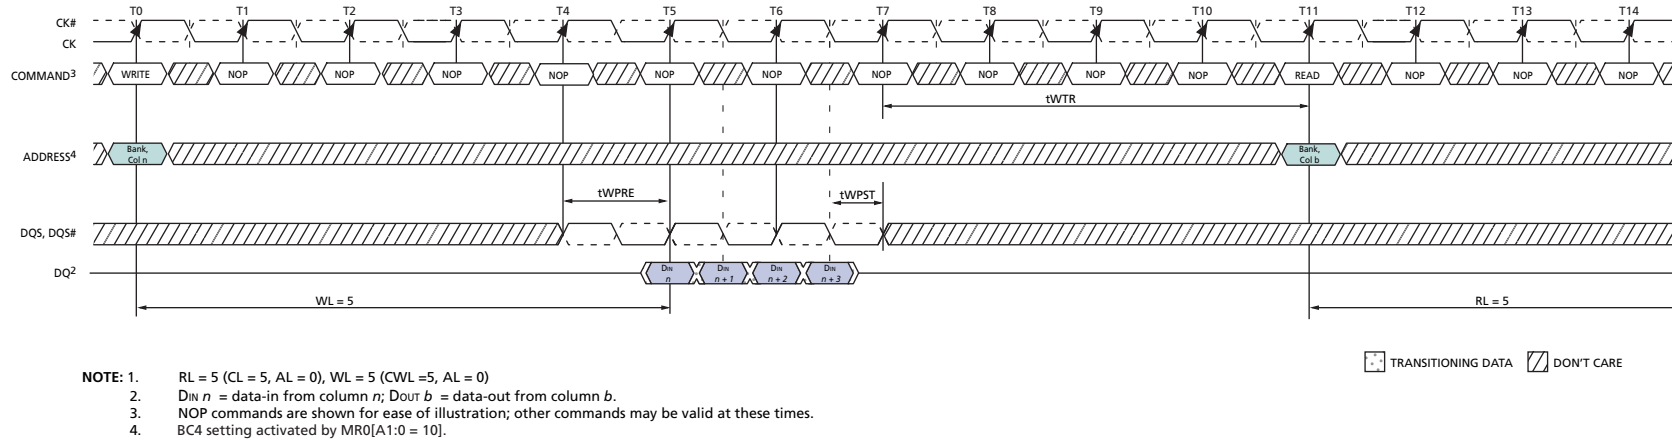 T0 T1 T2 T3 T4 T5 T6 T7 T8 T9 T10 T11 T12 T13 T14
CK#
CK
COMMAND3 WRITE NOP NOP NOP NOP NOP NOP NOP NOP NOP NOP READ NOP NOP NOP
tWTR
ADDRESS4 Bank, Col n Bank, Col b
tWPRE tWPST
DQS, DQS#
DQ2 DIN n DIN n + 1 DIN n + 2 DIN n + 3
WL = 5 RL = 5
TRANSITIONING DATA DON'T CARE
NOTE: 1. RL = 5 (CL = 5, AL = 0), WL = 5 (CWL =5, AL = 0)
2. DIN n = data-in from column n; DOUT b = data-out from column b.
3. NOP commands are shown for ease of illustration; other commands may be valid at these times.
4. BC4 setting activated by MR0[A1:0 = 10].